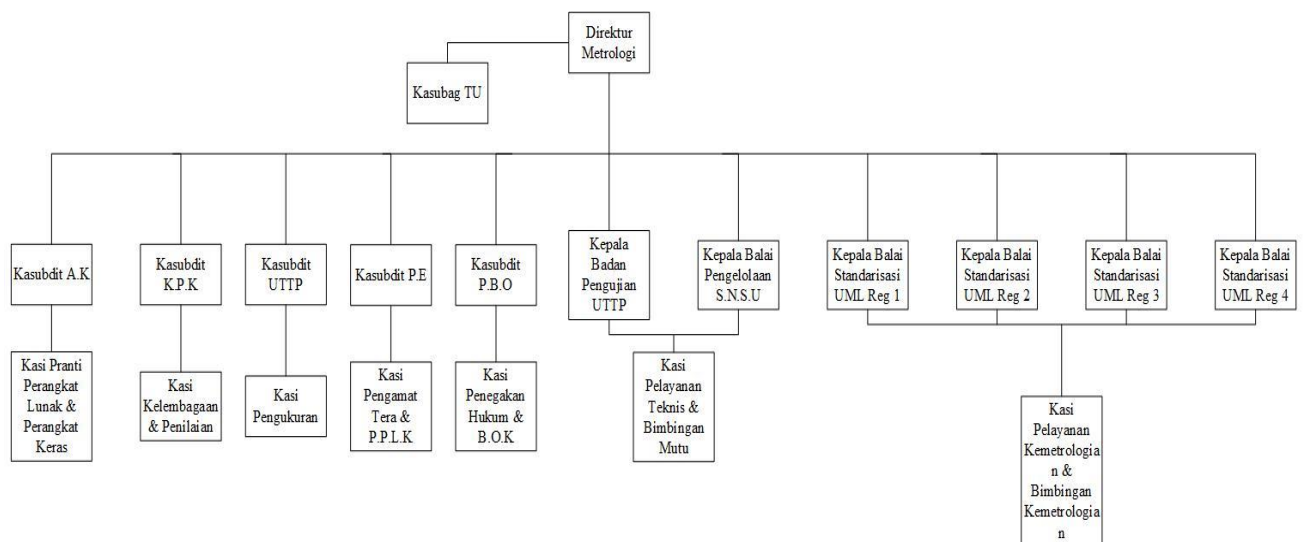 Direktur
Metrologi
Kasubag TU
Kasubdit A.K
Kasubdit
K.P.K
Kasubdit
UTTP
Kasubdit P.E
Kasubdit
P.B.O
Kepala
Badan
Pengujian
UTTP
Kepala Balai
Pengelolaan
S.N.S.U
Kepala Balai
Standarisasi
UML Reg 1
Kepala Balai
Standarisasi
UML Reg 2
Kepala Balai
Standarisasi
UML Reg 3
Kepala Balai
Standarisasi
UML Reg 4
Kasi Pranti
Perangkat
Lunak &
Perangkat
Keras
Kasi
Kelembagaan
& Penilaian
Kasi
Pengukuran
Kasi
Pengamat
Tera &
P.P.L.K
Kasi
Penegakan
Hukum &
B.O.K
Kasi
Pelayanan
Teknis &
Bimbingan
Mutu
Kasi
Pelayanan
Kemetrologia
n &
Bimbingan
Kemetrologia
n